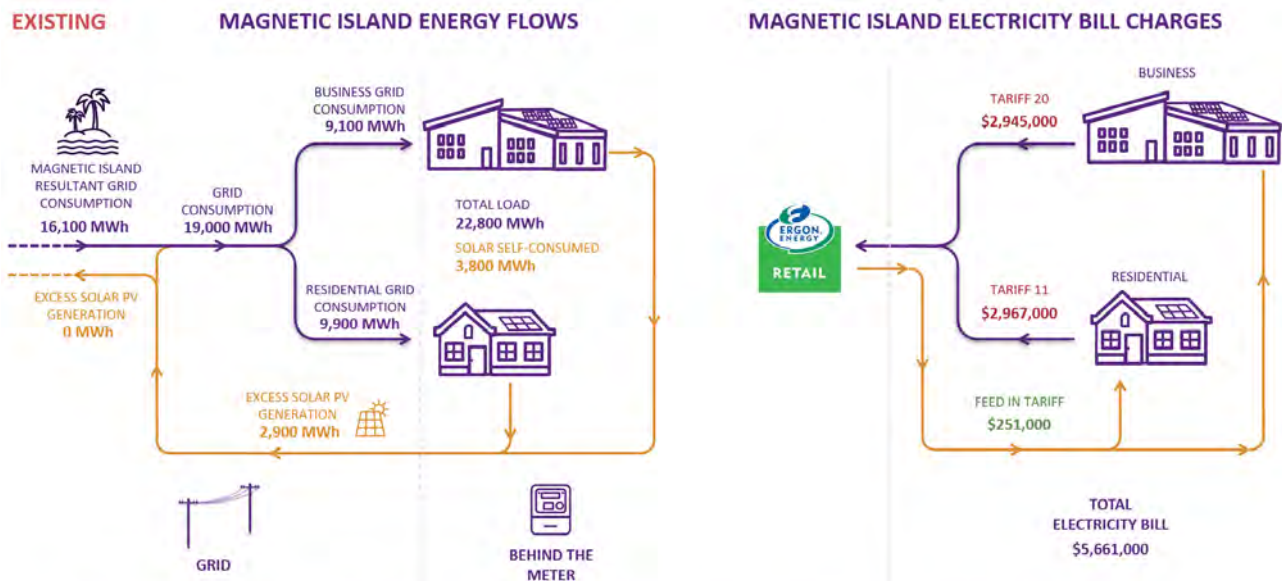 EXISTING
MAGNETIC ISLAND ENERGY FLOWS
MAGNETIC ISLAND
RESULTANT GRID
CONSUMPTION
16,100 MWh
GRID
CONSUMPTION
19,000 MWh
BUSINESS GRID
CONSUMPTION
9,100 MWh
TOTAL LOAD
22,800 MWh
SOLAR SELF-CONSUMED
3,800 MWh
EXCESS SOLAR PV
GENERATION
0 MWh
RESIDENTIAL GRID
CONSUMPTION
9,900 MWh
EXCESS SOLAR PV
GENERATION
2,900 MWh
GRID
BEHIND THE
METER
MAGNETIC ISLAND ELECTRICITY BILL CHARGES
BUSINESS
TARIFF 20
$2,945,000
ERGON.
ENERGY
RETAIL
RESIDENTIAL
TARIFF 11
$2,967,000
FEED IN TARIFF
$251,000
TOTAL
ELECTRICITY BILL
$5,661,000